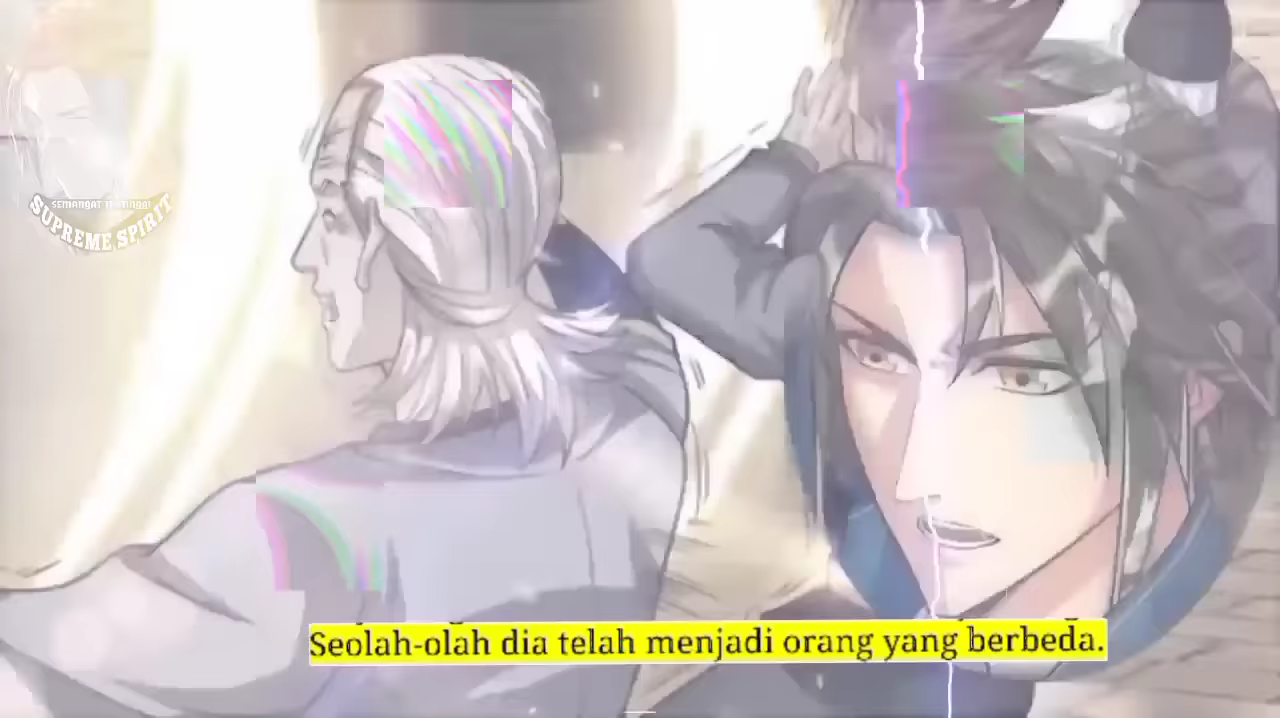 SUPREME SPIRIT
Seolah-olah dia telah menjadi orang yang berbeda.